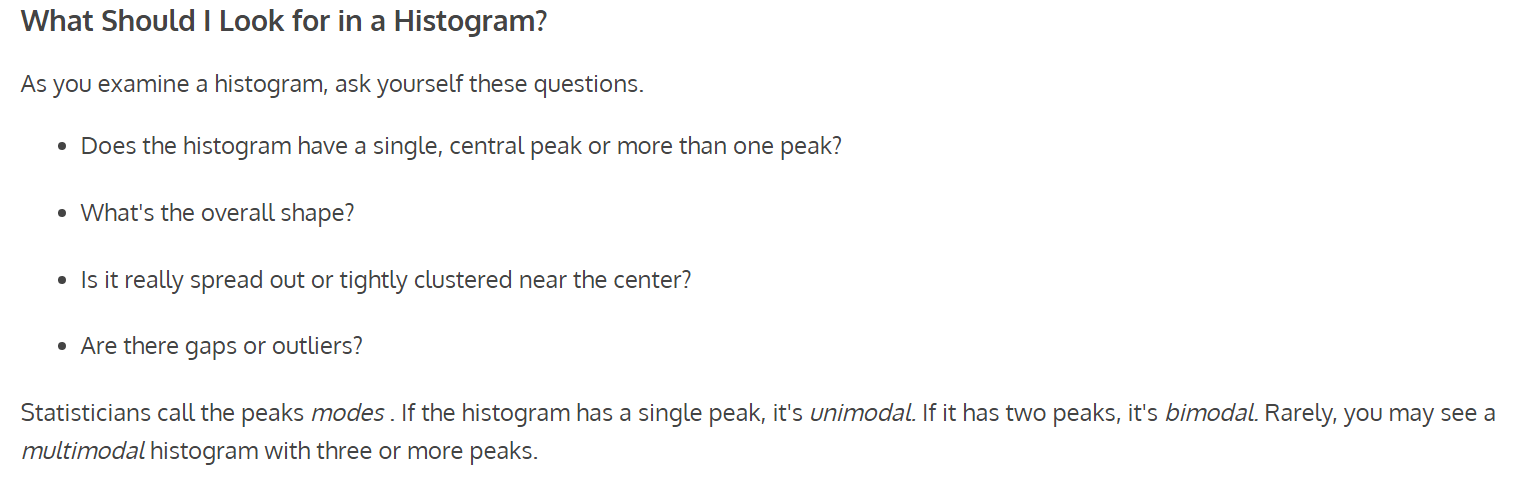 What Should I Look for in a Histogram?
As you examine a histogram, ask yourself these questions.
• Does the histogram have a single, central peak or more than one peak?
• What's the overall shape?
• Is it really spread out or tightly clustered near the center?
• Are there gaps or outliers?
Statisticians call the peaks modes . If the histogram has a single peak, it's unimodal. If it has two peaks, it's bimodal. Rarely, you may see a
multimodal histogram with three or more peaks.